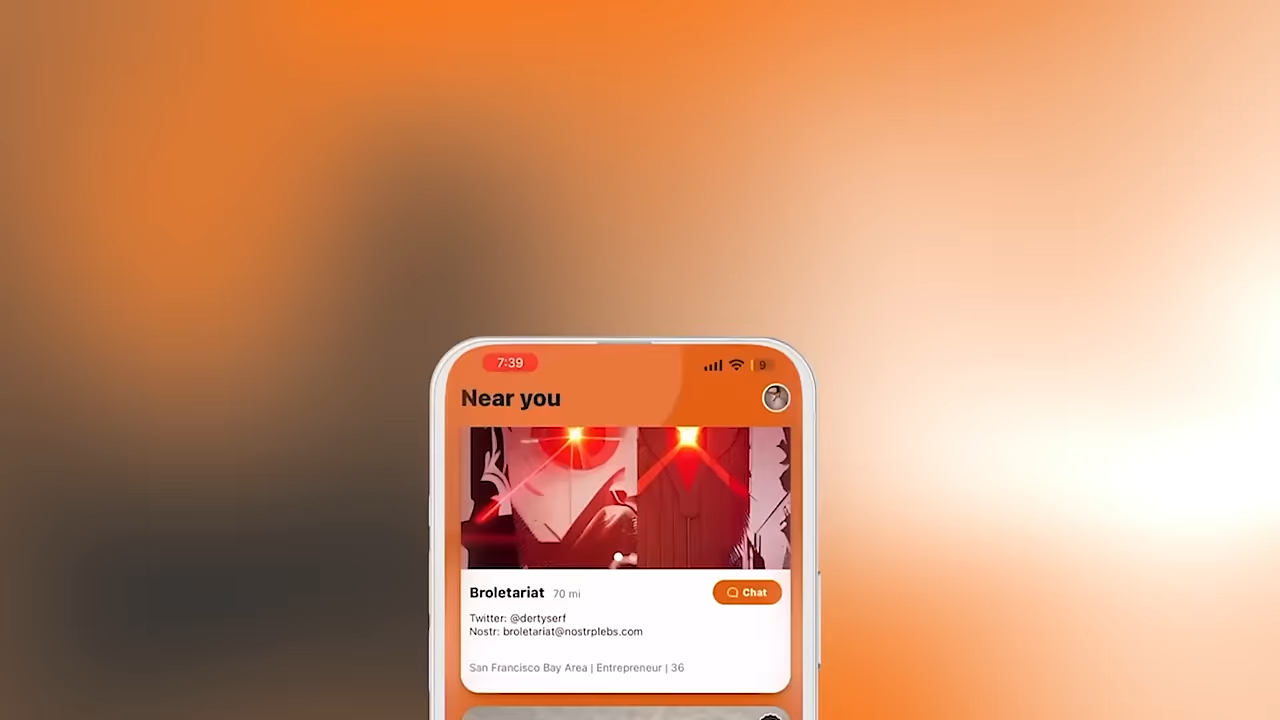 7:39
9
Near you
Broletariat 70 mi
Chat
Twitter: @dertyserf
Nostr: broletariat@nostrplebs.com
San Francisco Bay Area | Entrepreneur | 36